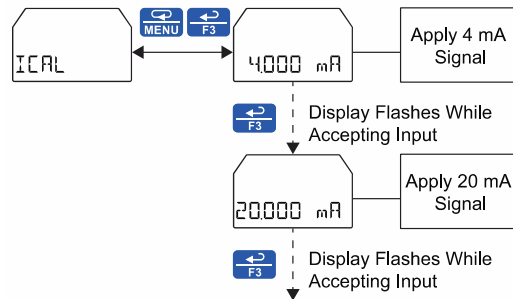 ICAL
MENU
F3
4.000 mA
Apply 4 mA
Signal
F3
Display Flashes While
Accepting Input
20.000 mA
Apply 20 mA
Signal
F3
Display Flashes While
Accepting Input